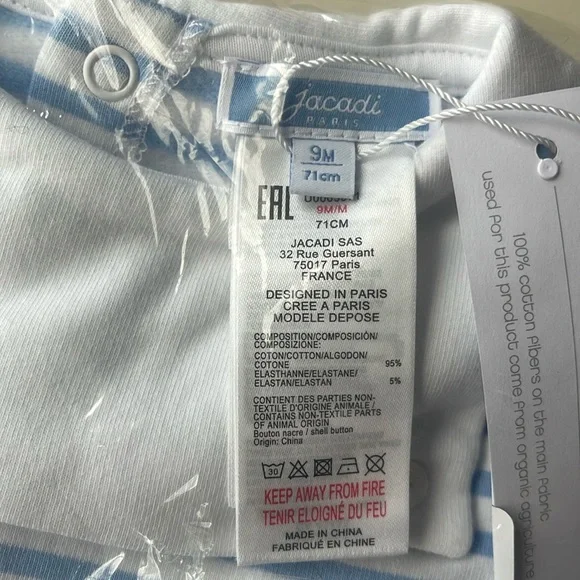 jacadi
PARIS
9M
71cm
EAC
9M/M
71CM
JACADI SAS
32 Rue Guersant
75017 Paris
FRANCE
DESIGNED IN PARIS
CREE A PARIS
MODELE DEPOSE
COMPOSITION/COMPOSICIÓN/
COMPOSIZIONE:
COTON/COTTON/ALGODON/
COTONE 95%
ELASTHANNE/ELASTANE/
ELASTAN/ELASTAN 5%
CONTIENT DES PARTIES NON-
TEXTILE D'ORIGINE ANIMALE /
CONTAINS NON-TEXTILE PARTS
OF ANIMAL ORIGIN
Bouton nacre / shell button
Origin: China
30
KEEP AWAY FROM FIRE
TENIR ELOIGNÉ DU FEU
MADE IN CHINA
FABRIQUÉ EN CHINE
100% cotton fibers on the main fabric
used for this product come from organic